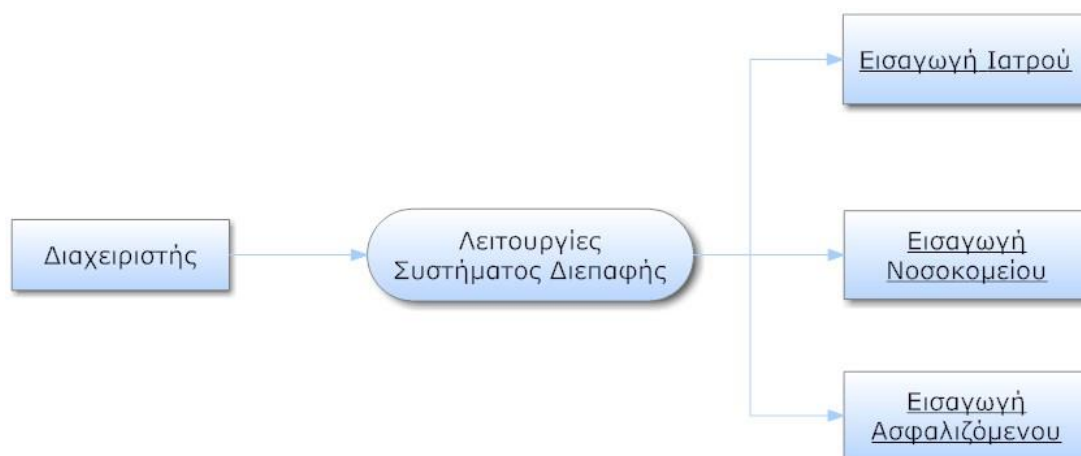 Εισαγωγή Ιατρού
Διαχειριστής
Λειτουργίες
Συστήματος Διεπαφής
Εισαγωγή
Νοσοκομείου
Εισαγωγή
Ασφαλιζόμενου